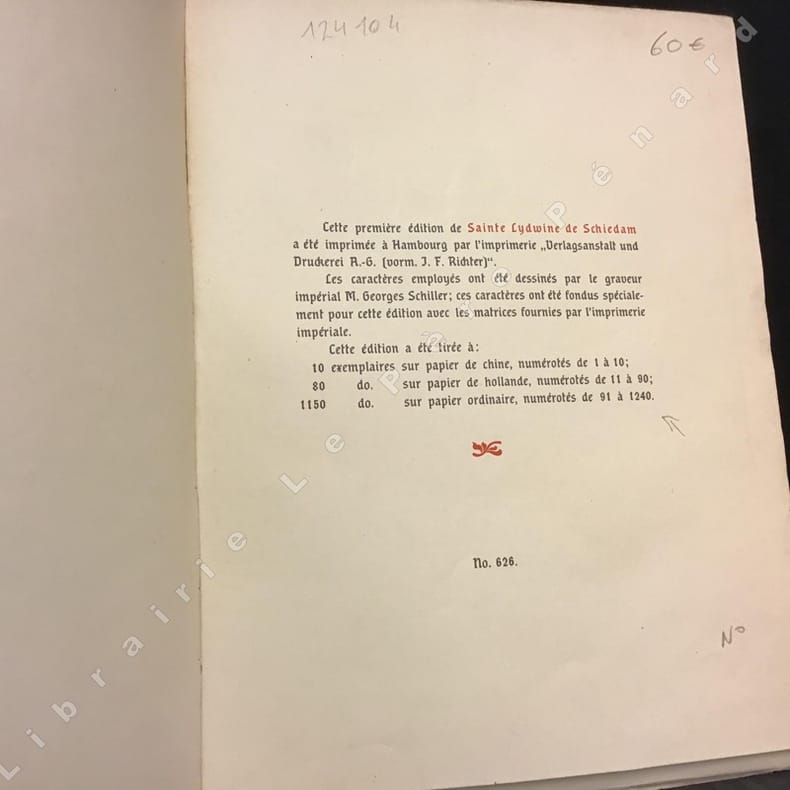 124104
60€
Cette première édition de Sainte Lydwine de Schiedam
a été imprimée à Hambourg par l'imprimerie „Verlagsanstalt und
Druckerei A.-G. (vorm. J. F. Richter)“.
Les caractères employés ont été dessinés par le graveur
impérial M. Georges Schiller; ces caractères ont été fondus spéciale-
ment pour cette édition avec les matrices fournies par l'imprimerie
impériale.
Cette édition a été tirée à:
10 exemplaires sur papier de chine, numérotés de 1 à 10;
80 do. sur papier de hollande, numérotés de 11 à 90;
1150 do. sur papier ordinaire, numérotés de 91 à 1240.
No. 626.
No
Librairie Le Père Pénard